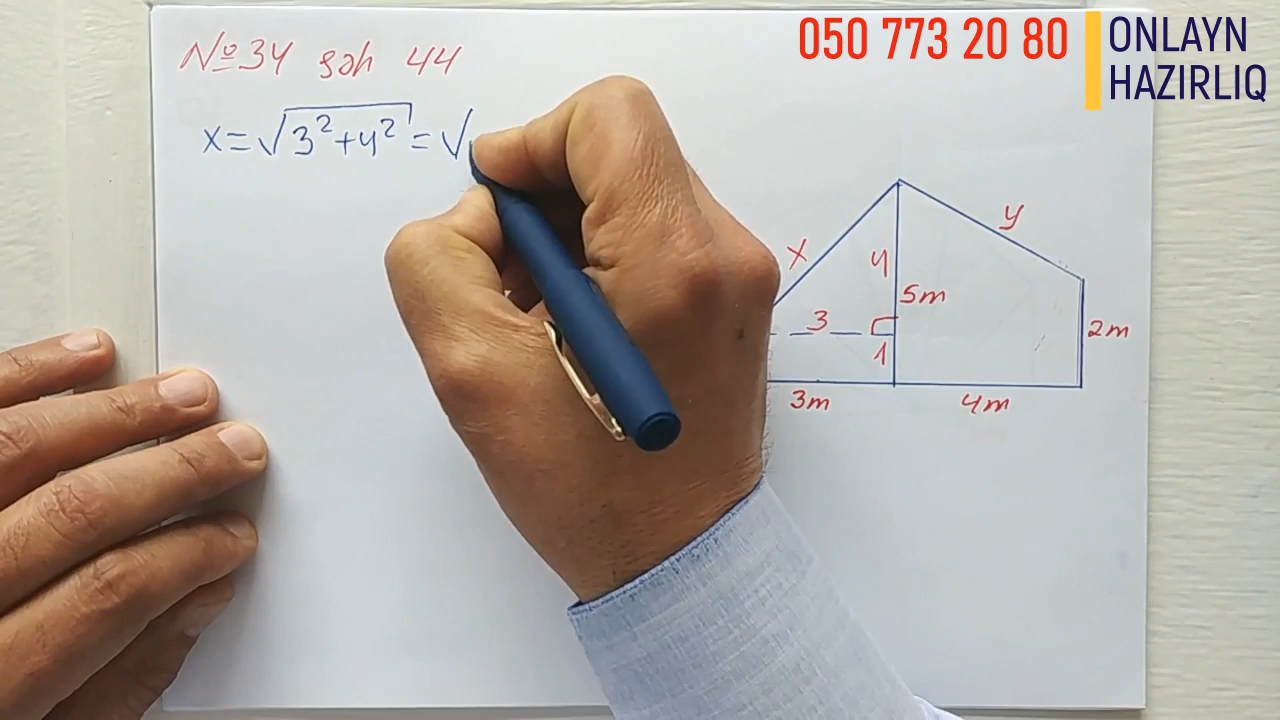 050 773 20 80
ONLAYN
HAZIRLIQ
№34 səh 44
x=√3²+4² = √
x
y
4
5m
3
1
2m
3m
4m